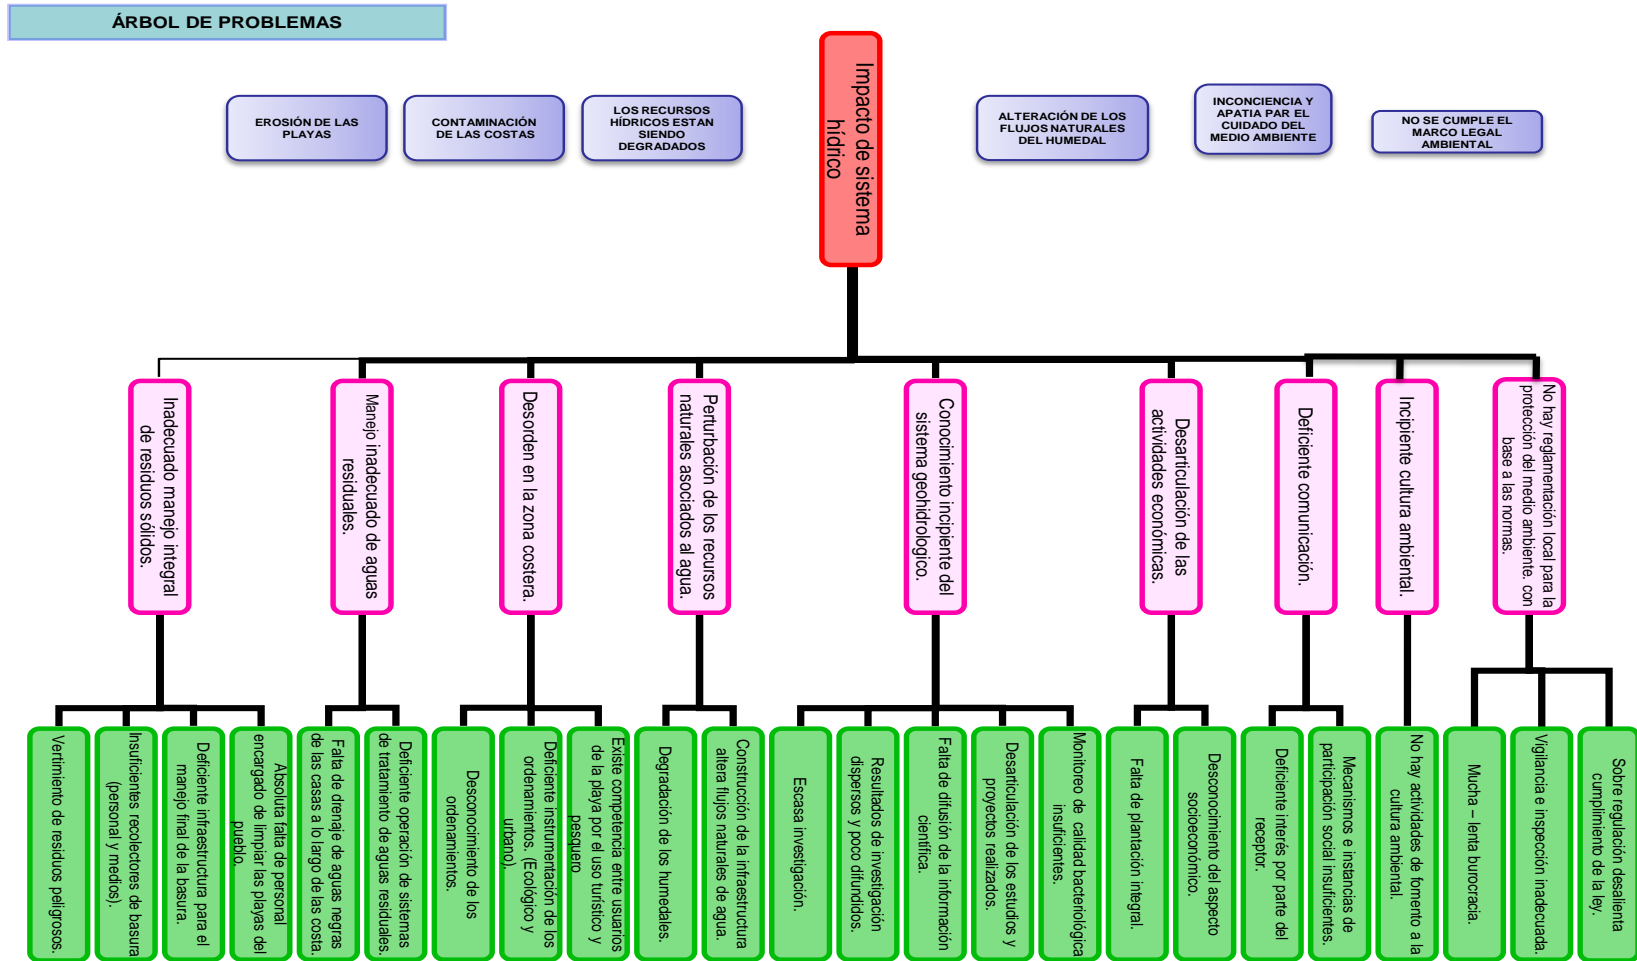 ÁRBOL DE PROBLEMAS
EROSIÓN DE LAS
PLAYAS
CONTAMINACIÓN
DE LAS COSTAS
LOS RECURSOS
HÍDRICOS ESTAN
SIENDO
DEGRADADOS
Impacto de sistema
hídrico
ALTERACIÓN DE LOS
FLUJOS NATURALES
DEL HUMEDAL
INCONCIENCIA Y
APATIA PAR EL
CUIDADO DEL
MEDIO AMBIENTE
NO SE CUMPLE EL
MARCO LEGAL
AMBIENTAL
Inadecuado manejo integral
de residuos sólidos.
Manejo inadecuado de aguas
residuales.
Desorden en la zona costera.
Perturbación de los recursos
naturales asociados al agua.
Conocimiento incipiente del
sistema geohidrologico.
Desarticulación de las
actividades económicas.
Deficiente comunicación.
Incipiente cultura ambiental.
No hay reglamentación local para la
protección del medio ambiente. con
base a las normas.
Vertimiento de residuos peligrosos.
Insuficientes recolectores de basura
(personal y medios).
Deficiente infraestructura para el
manejo final de la basura.
Absoluta falta de personal
encargado de limpiar las playas del
pueblo.
Falta de drenaje de aguas negras
de las casas a lo largo de las costa.
Deficiente operación de sistemas
de tratamiento de aguas residuales.
Desconocimiento de los
ordenamientos.
Deficiente instrumentación de los
ordenamientos. (Ecológico y
urbano).
Existe competencia entre usuarios
de la playa por el uso turístico y
pesquero
Degradación de los humedales.
Construcción de la infraestructura
altera flujos naturales de agua.
Escasa investigación.
Resultados de investigación
dispersos y poco difundidos.
Falta de difusión de la información
científica.
Desarticulación de los estudios y
proyectos realizados.
Monitoreo de calidad bacteriológica
insuficientes.
Falta de plantación integral.
Desconocimiento del aspecto
socioeconómico.
Deficiente interés por parte del
receptor.
Mecanismos e instancias de
participación social insuficientes.
No hay actividades de fomento a la
cultura ambiental.
Mucha – lenta burocracia.
Vigilancia e inspección inadecuada.
Sobre regulación desalienta
cumplimiento de la ley.